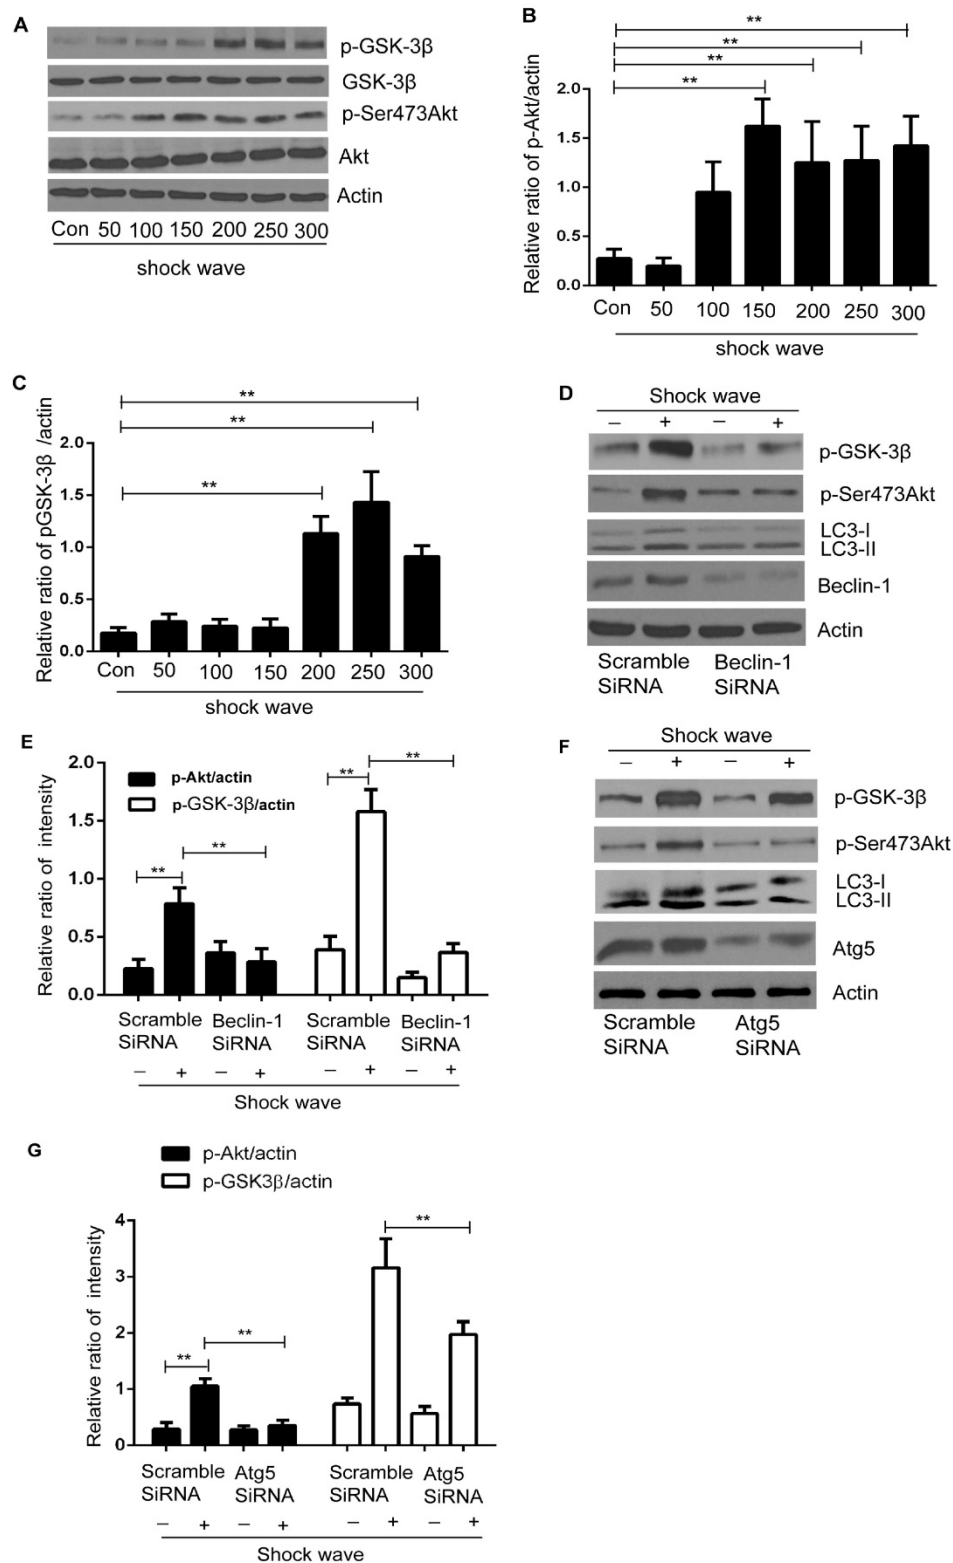 A
p-GSK-3β
GSK-3β
p-Ser473Akt
Akt
Actin
Con 50 100 150 200 250 300
shock wave
B
**
**
**
**
Relative ratio of p-Akt/actin
2.0
1.5
1.0
0.5
0.0
Con 50 100 150 200 250 300
shock wave
C
**
**
**
Relative ratio of pGSK-3β /actin
2.0
1.5
1.0
0.5
0.0
Con 50 100 150 200 250 300
shock wave
D
Shock wave
– + – +
p-GSK-3β
p-Ser473Akt
LC3-I
LC3-II
Beclin-1
Actin
Scramble Beclin-1
SiRNA SiRNA
E
p-Akt/actin
p-GSK-3β/actin
**
**
**
**
Relative ratio of intensity
2.0
1.5
1.0
0.5
0.0
Scramble Beclin-1 Scramble Beclin-1
SiRNA SiRNA SiRNA SiRNA
– + – + – + – +
Shock wave
F
Shock wave
– + – +
p-GSK-3β
p-Ser473Akt
LC3-I
LC3-II
Atg5
Actin
Scramble Atg5
SiRNA SiRNA
G
p-Akt/actin
p-GSK3β/actin
**
**
**
Relative ratio of intensity
4
3
2
1
0
Scramble Atg5 Scramble Atg5
SiRNA SiRNA SiRNA SiRNA
– + – + – + – +
Shock wave